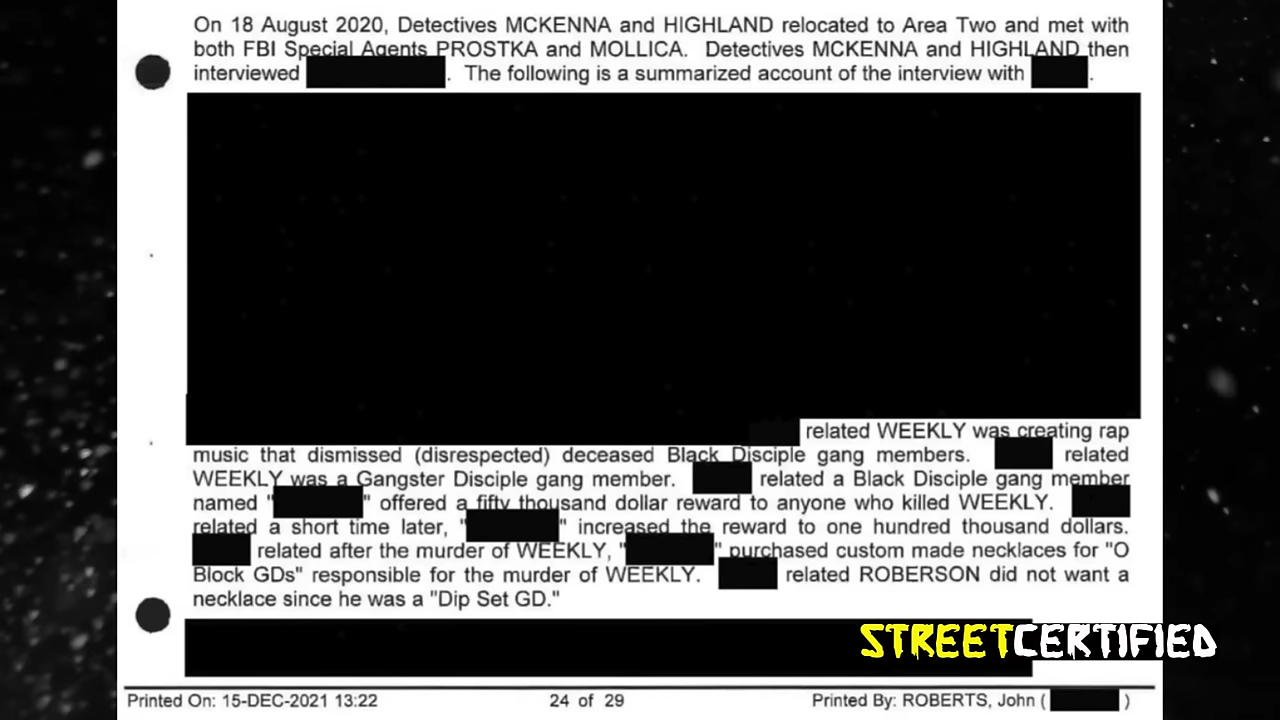 On 18 August 2020, Detectives MCKENNA and HIGHLAND relocated to Area Two and met with
both FBI Special Agents PROSTKA and MOLLICA. Detectives MCKENNA and HIGHLAND then
interviewed . The following is a summarized account of the interview with .
related WEEKLY was creating rap
music that dismissed (disrespected) deceased Black Disciple gang members. related
WEEKLY was a Gangster Disciple gang member. related a Black Disciple gang member
named "" offered a fifty thousand dollar reward to anyone who killed WEEKLY.
related a short time later, "" increased the reward to one hundred thousand dollars.
related after the murder of WEEKLY, "" purchased custom made necklaces for "O
Block GDs" responsible for the murder of WEEKLY. related ROBERSON did not want a
necklace since he was a "Dip Set GD."
STREETCERTIFIED
Printed On: 15-DEC-2021 13:22 24 of 29 Printed By: ROBERTS, John ( )